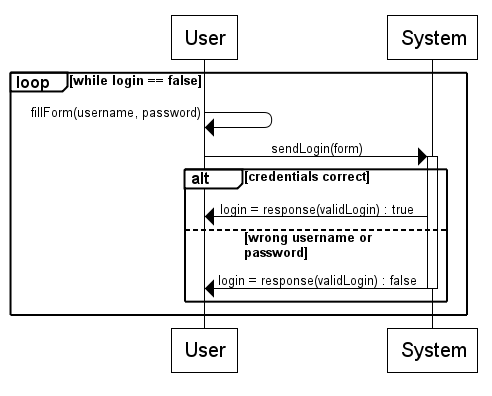 User System
loop [while login == false]
fillForm(username, password)
sendLogin(form)
alt [credentials correct]
login = response(validLogin) : true
[wrong username or
password]
login = response(validLogin) : false
User System